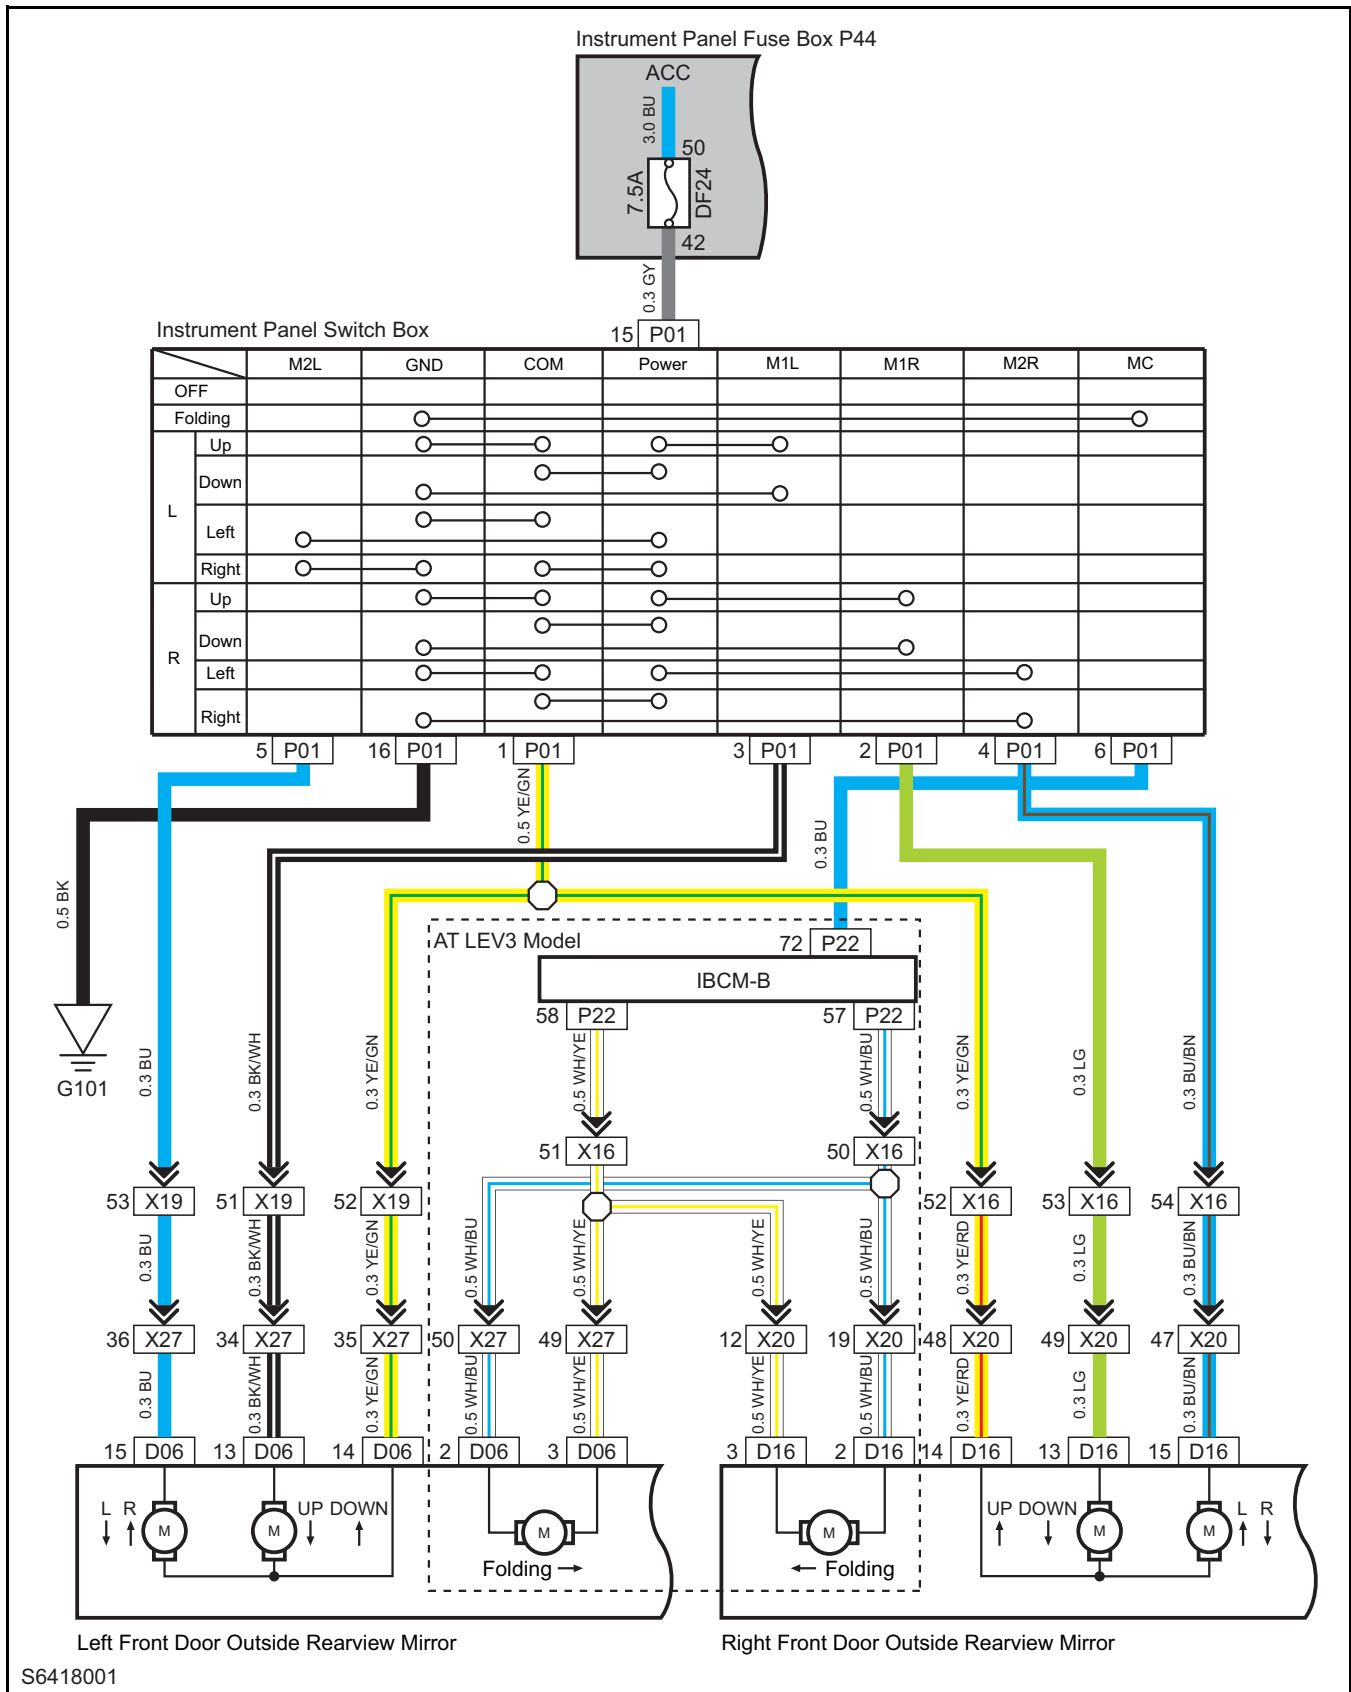 Instrument Panel Fuse Box P44
ACC
3.0 BU
50
7.5A
DF24
42
0.3 GY
Instrument Panel Switch Box
15 P01
M2L GND COM Power M1L M1R M2R MC
OFF
Folding
L
Up
Down
Left
Right
R
Up
Down
Left
Right
5 P01 16 P01 1 P01 3 P01 2 P01 4 P01 6 P01
0.5 YE/GN
0.3 BU
0.5 BK
AT LEV3 Model
72 P22
IBCM-B
58 P22 57 P22
G101
0.3 BU 0.3 BK/WH 0.3 YE/GN 0.5 WH/YE 0.5 WH/BU 0.3 YE/GN 0.3 LG 0.3 BU/BN
51 X16 50 X16
53 X19 51 X19 52 X19 52 X16 53 X16 54 X16
0.3 BU 0.3 BK/WH 0.3 YE/GN 0.5 WH/BU 0.5 WH/YE 0.5 WH/YE 0.5 WH/BU 0.3 YE/RD 0.3 LG 0.3 BU/BN
36 X27 34 X27 35 X27 50 X27 49 X27 12 X20 19 X20 48 X20 49 X20 47 X20
0.3 BU 0.3 BK/WH 0.3 YE/GN 0.5 WH/BU 0.5 WH/YE 0.5 WH/YE 0.5 WH/BU 0.3 YE/RD 0.3 LG 0.3 BU/BN
15 D06 13 D06 14 D06 2 D06 3 D06 3 D16 2 D16 14 D16 13 D16 15 D16
L R M M UP DOWN M M UP DOWN M M L R
Folding → ← Folding
Left Front Door Outside Rearview Mirror
Right Front Door Outside Rearview Mirror
S6418001